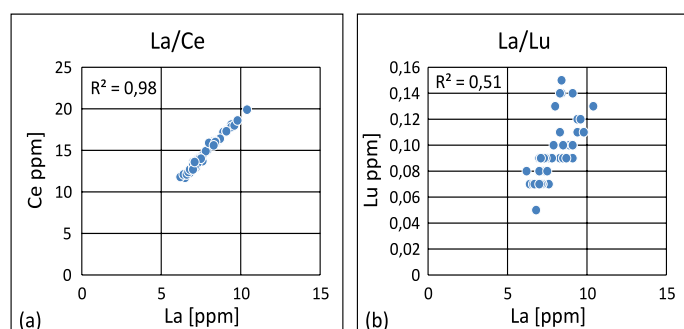 La/Ce
R² = 0,98
25
20
15
10
5
0
0 5 10 15
Ce ppm
La [ppm]
(a)
La/Lu
R² = 0,51
0,16
0,14
0,12
0,10
0,08
0,06
0,04
0,02
0
0 5 10 15
Lu ppm
La [ppm]
(b)